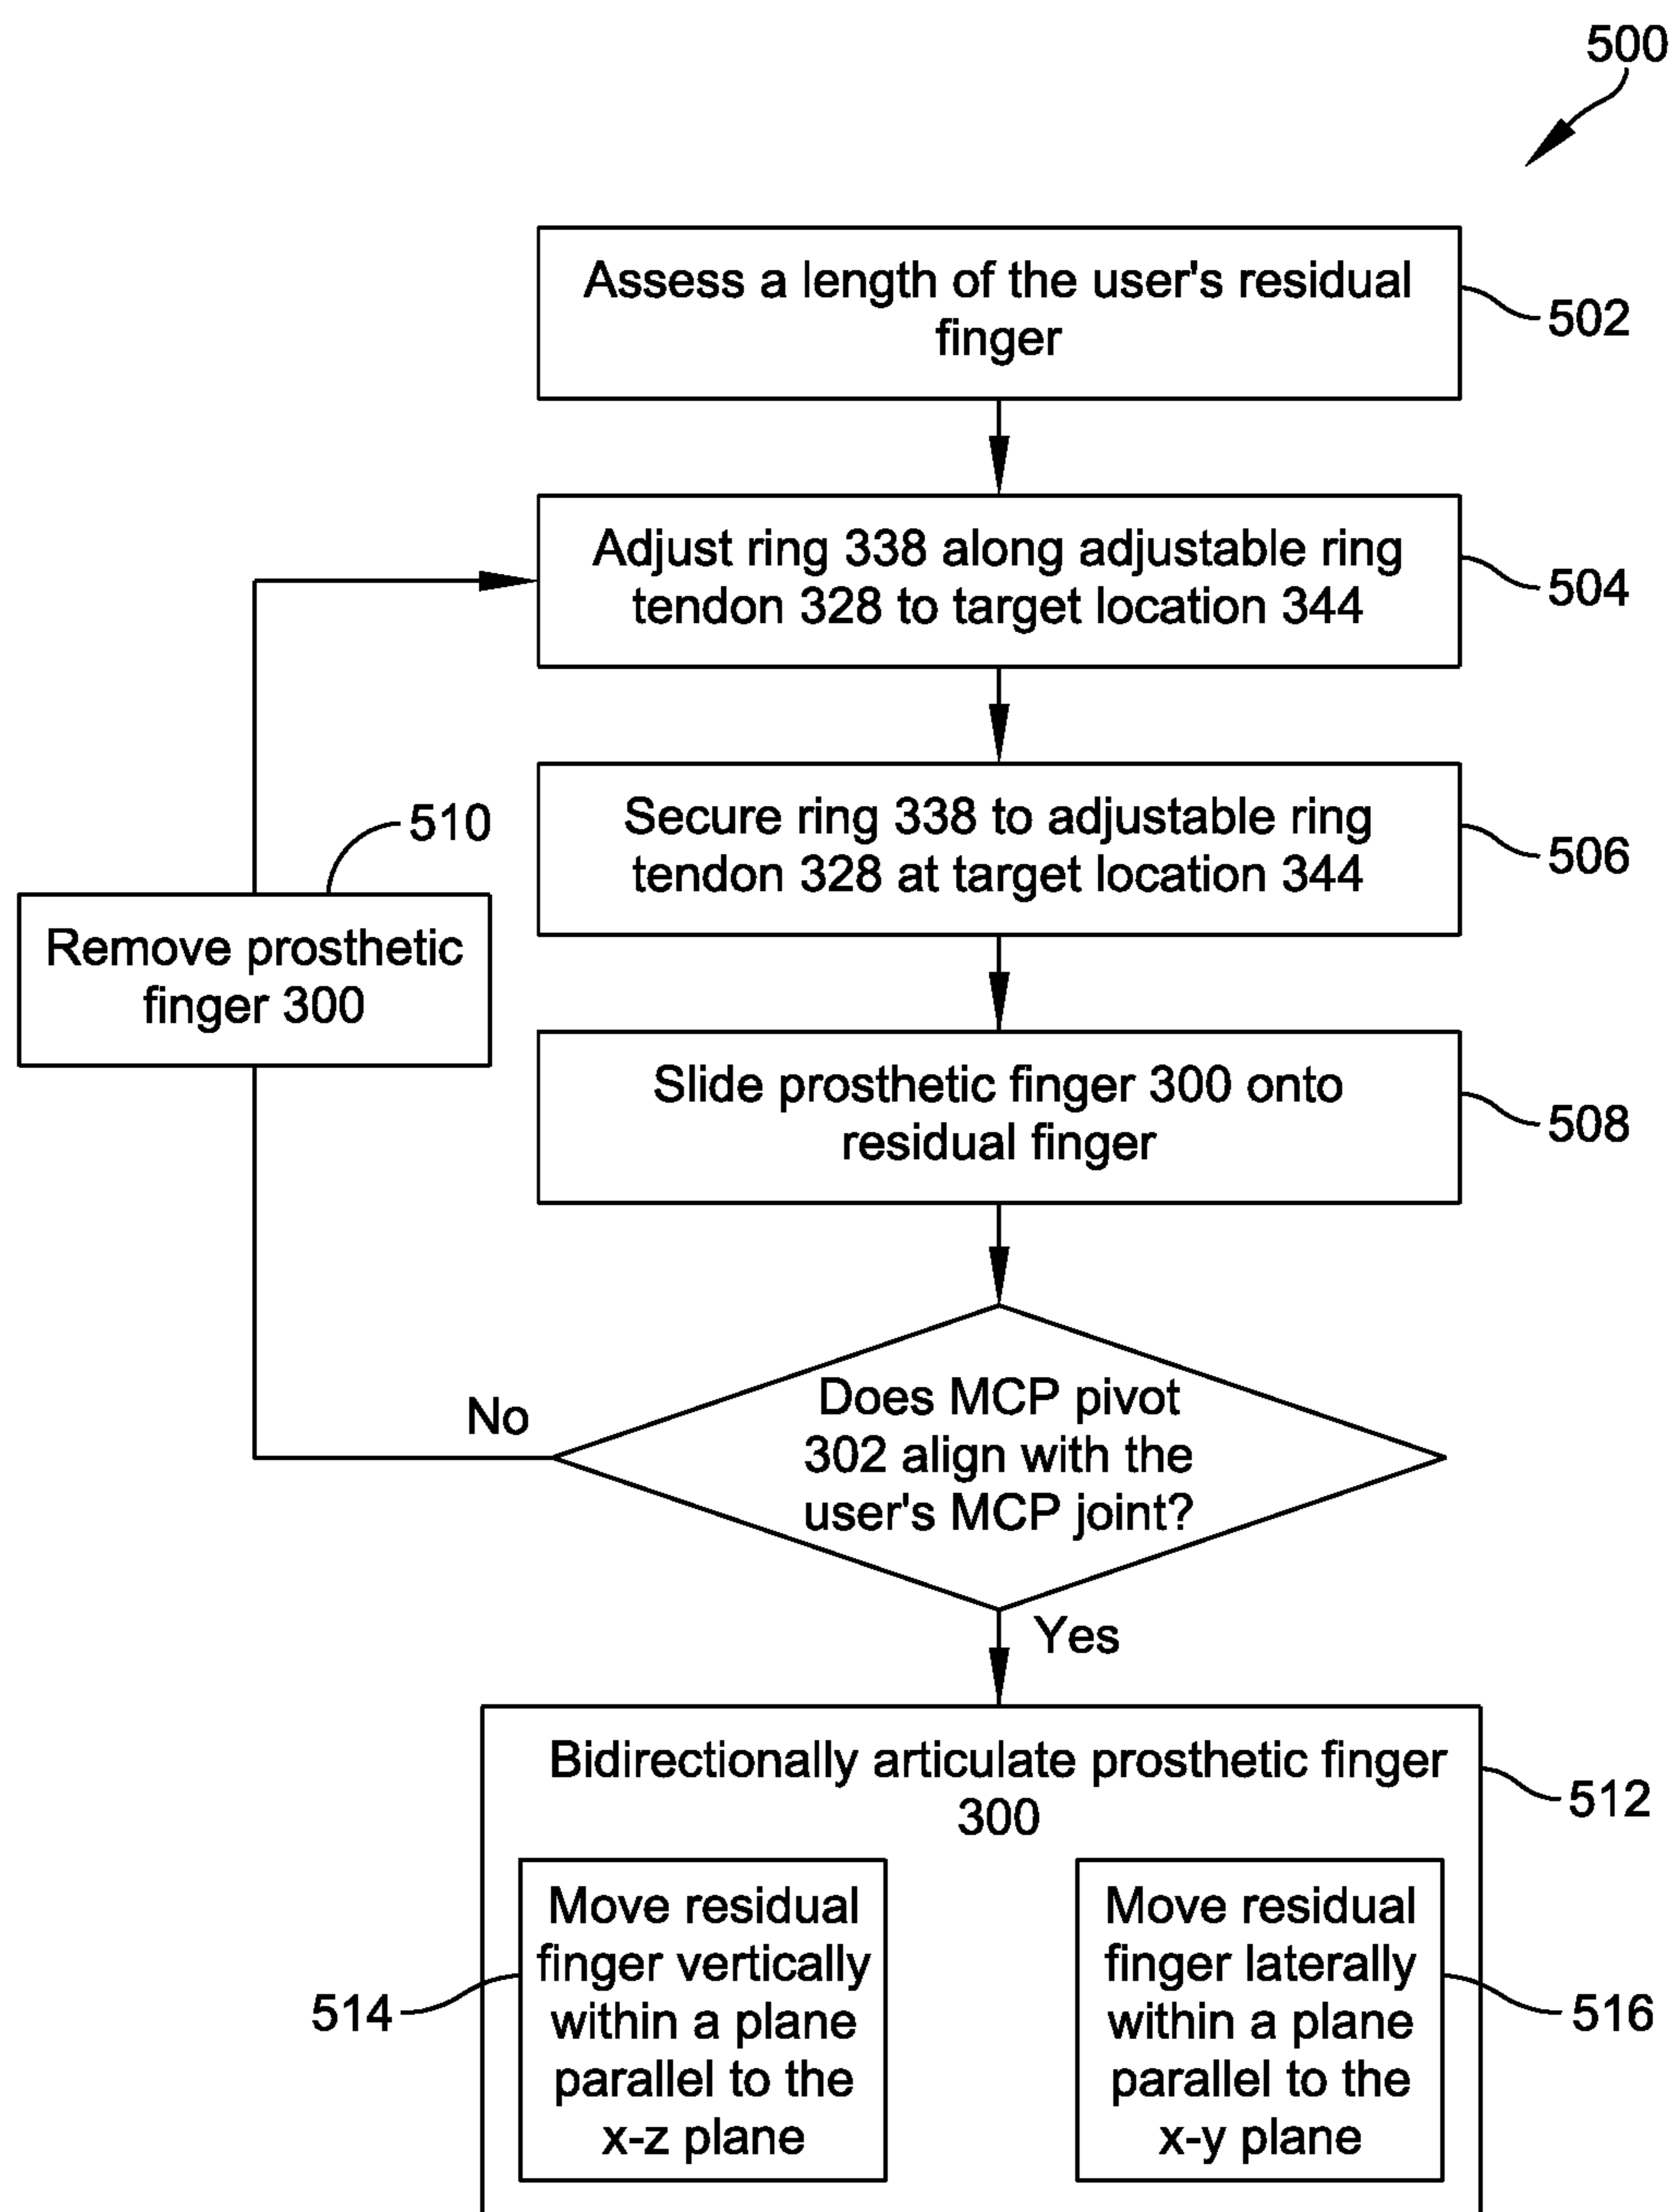 500
Assess a length of the user's residual
finger
502
Adjust ring 338 along adjustable ring
tendon 328 to target location 344
504
Secure ring 338 to adjustable ring
tendon 328 at target location 344
506
510
Remove prosthetic
finger 300
Slide prosthetic finger 300 onto
residual finger
508
Does MCP pivot
302 align with the
user's MCP joint?
No
Yes
Bidirectionally articulate prosthetic finger
300
512
Move residual
finger vertically
within a plane
parallel to the
x-z plane
514
Move residual
finger laterally
within a plane
parallel to the
x-y plane
516